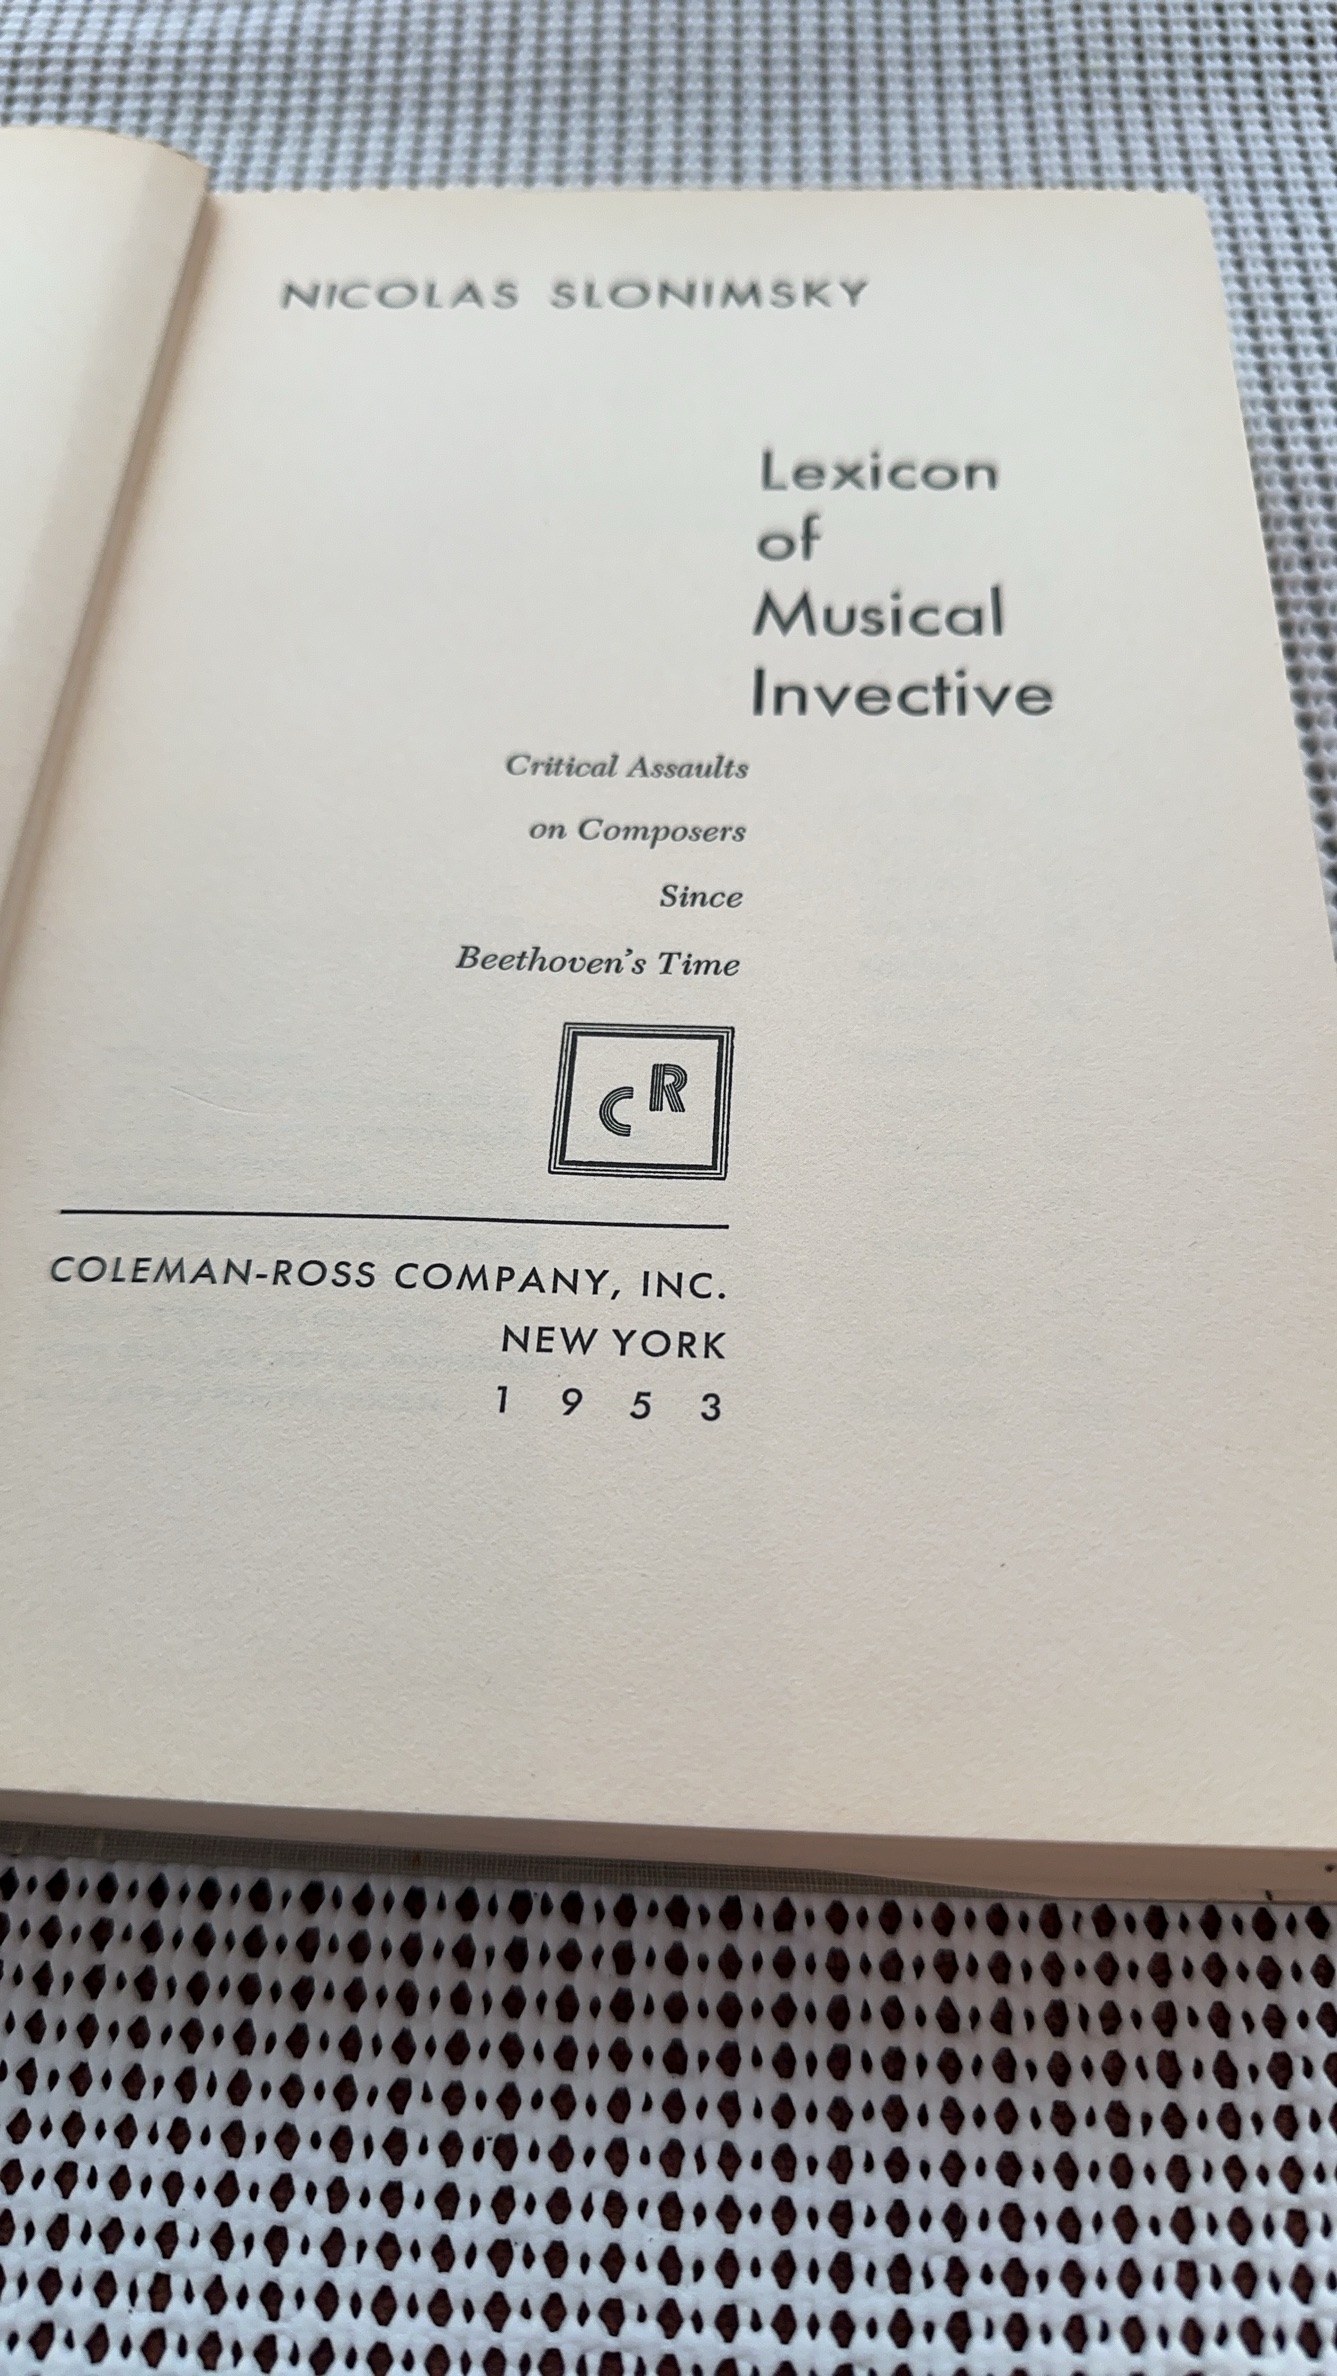 NICOLAS SLONIMSKY
Lexicon
of
Musical
Invective
Critical Assaults
on Composers
Since
Beethoven's Time
CR
COLEMAN-ROSS COMPANY, INC.
NEW YORK
1 9 5 3